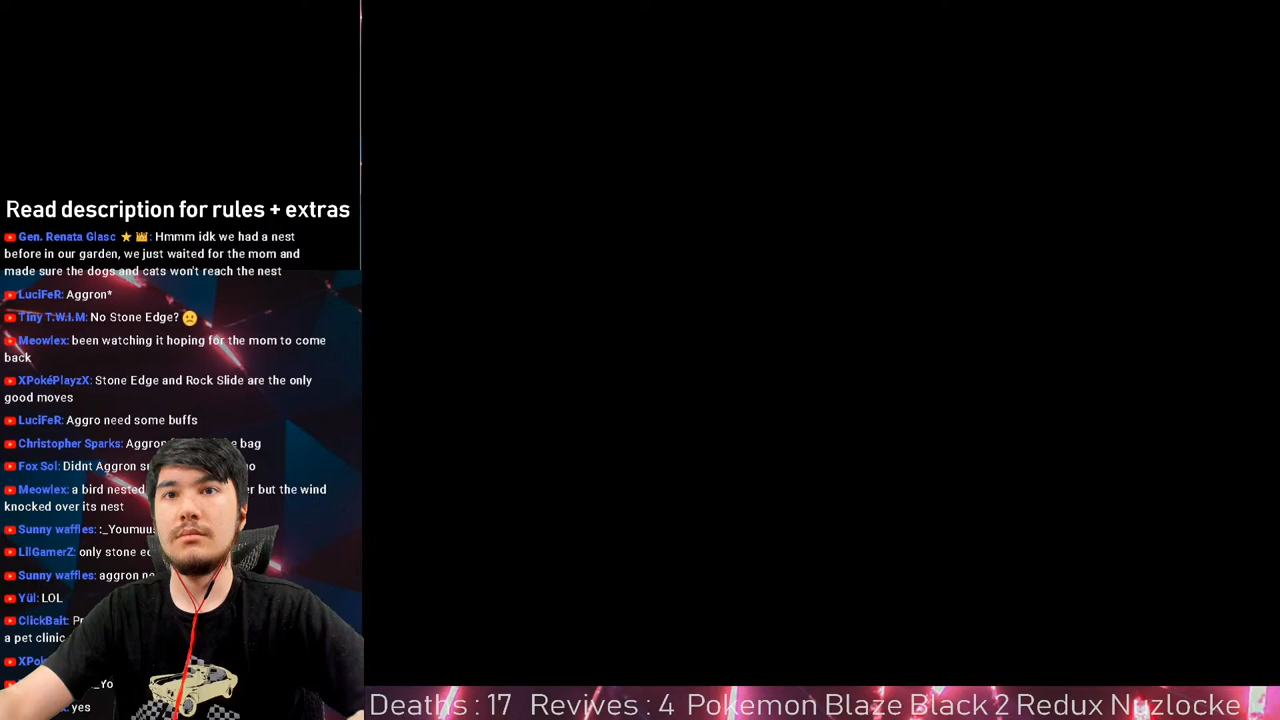 Read description for rules + extras
Gen. Renata Glasc ⭐ 👑: Hmmm idk we had a nest
before in our garden, we just waited for the mom and
made sure the dogs and cats won't reach the nest
LuciFeR: Aggron*
Tiny T.W.I.M: No Stone Edge? 🙁
Meowlex: been watching it hoping for the mom to come
back
XPokéPlayzX: Stone Edge and Rock Slide are the only
good moves
LuciFeR: Aggro need some buffs
Christopher Sparks: Aggron bag
Fox Sol: Didnt Aggron
Meowlex: a bird nested but the wind
knocked over its nest
Sunny waffles:
LilGamerZ: only stone
Sunny waffles: aggron
Yül: LOL
ClickBait:
a pet clinic
yes
Deaths : 17 Revives : 4 Pokemon Blaze Black 2 Redux Nuzlocke